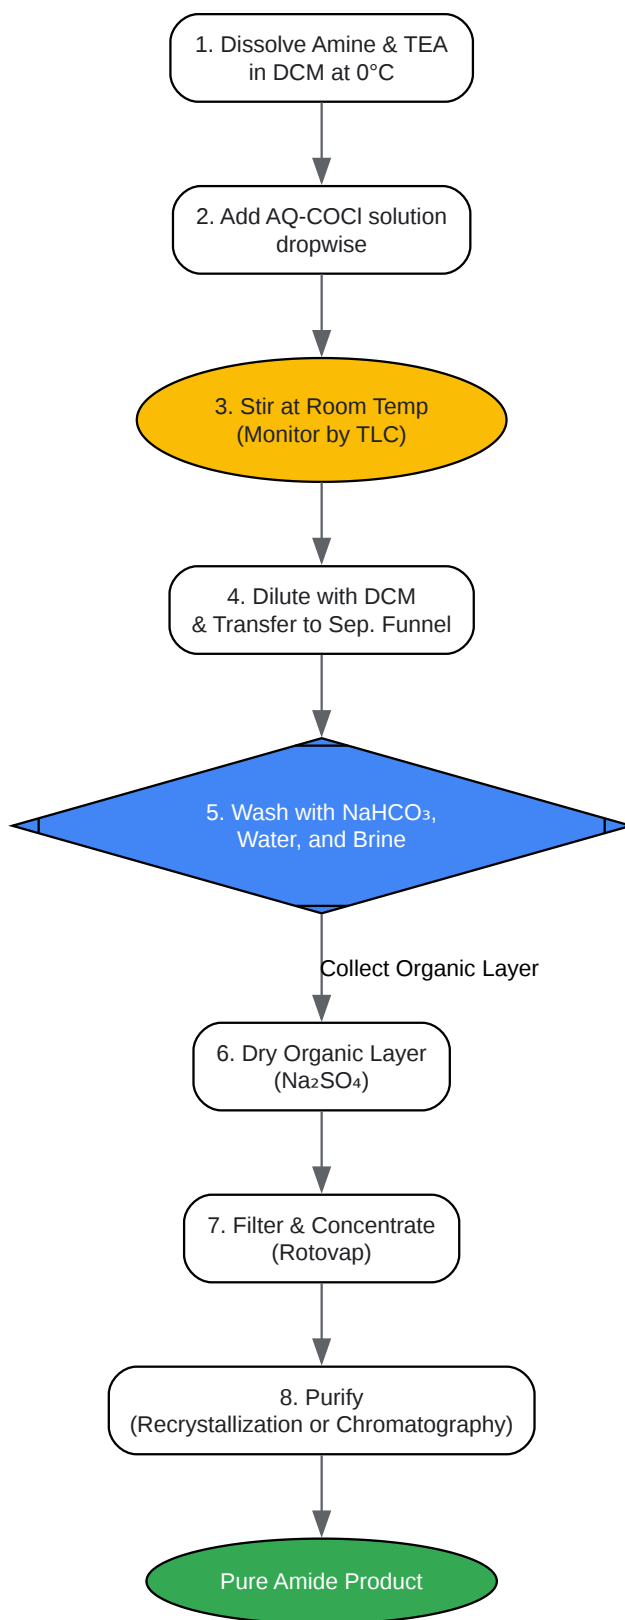 1. Dissolve Amine & TEA
in DCM at 0°C
2. Add AQ-COCl solution
dropwise
3. Stir at Room Temp
(Monitor by TLC)
4. Dilute with DCM
& Transfer to Sep. Funnel
5. Wash with NaHCO₃,
Water, and Brine
Collect Organic Layer
6. Dry Organic Layer
(Na₂SO₄)
7. Filter & Concentrate
(Rotovap)
8. Purify
(Recrystallization or Chromatography)
Pure Amide Product